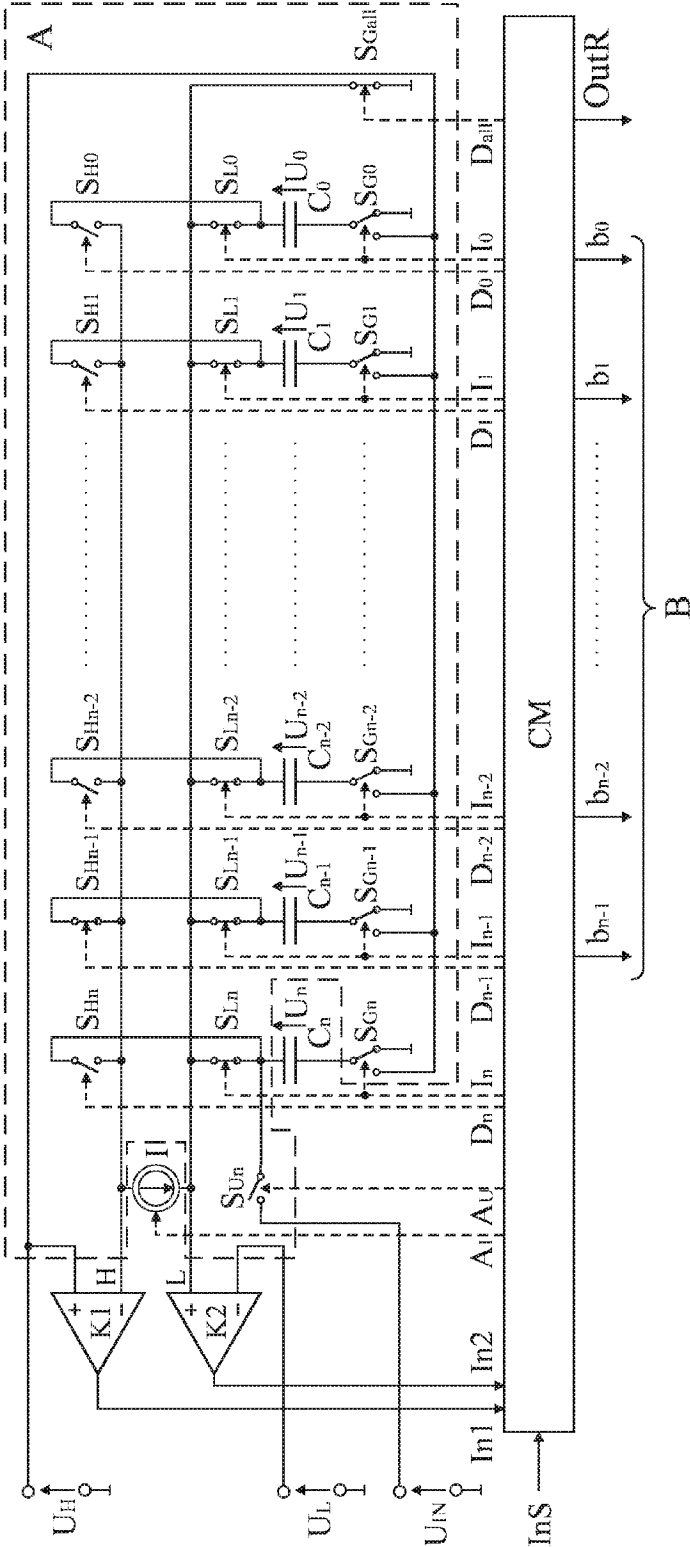 A
SHn SHn-1 SHn-2 SH1 SH0
SGall
UH
K1
+
−
H
I
L
K2
+
−
SLn SLn-1 SLn-2 SL1 SL0
UL
SUn
Un Un-1 Un-2 U1 U0
Cn Cn-1 Cn-2 C1 C0
SGn SGn-1 SGn-2 SG1 SG0
UIN
In1 In2 AI AU Dn In Dn-1 In-1 Dn-2 In-2 D1 I1 D0 I0 Dall
InS
CM
bn-1 bn-2 b1 b0 OutR
B